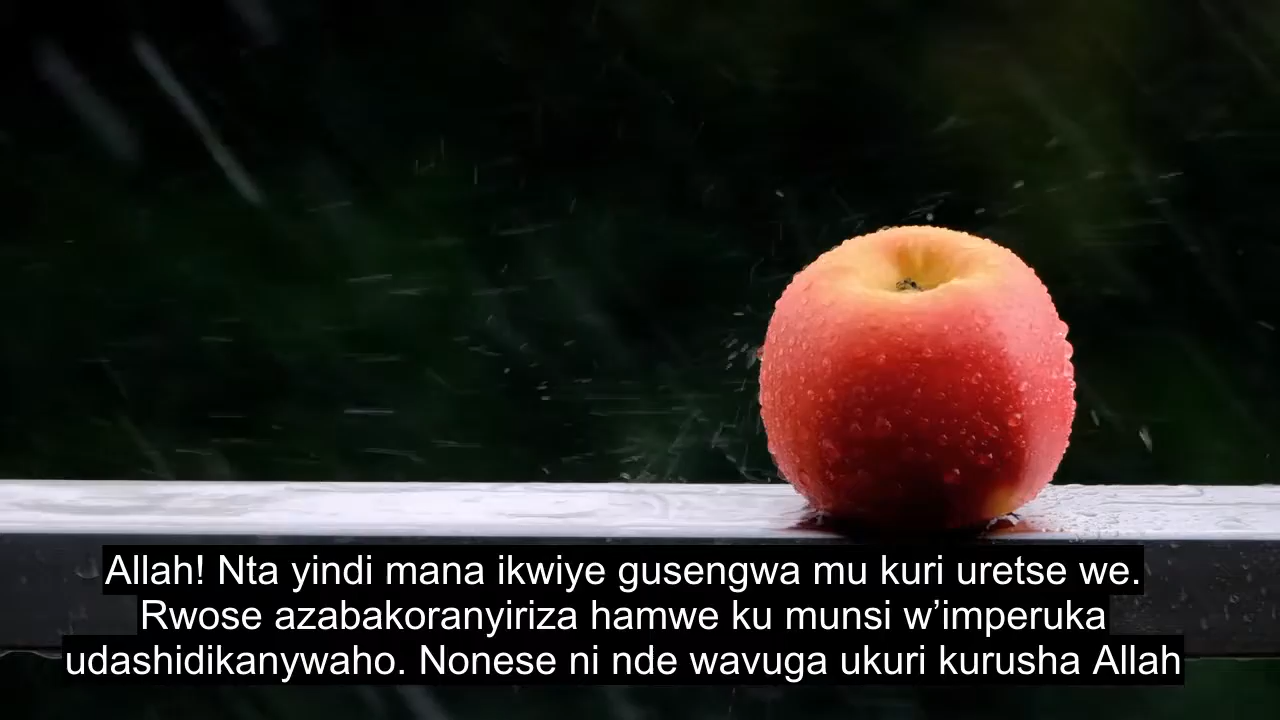 Allah! Nta yindi mana ikwiye gusengwa mu kuri uretse we.
Rwose azabakoranyiriza hamwe ku munsi w’imperuka
udashidikanywaho. Nonese ni nde wavuga ukuri kurusha Allah